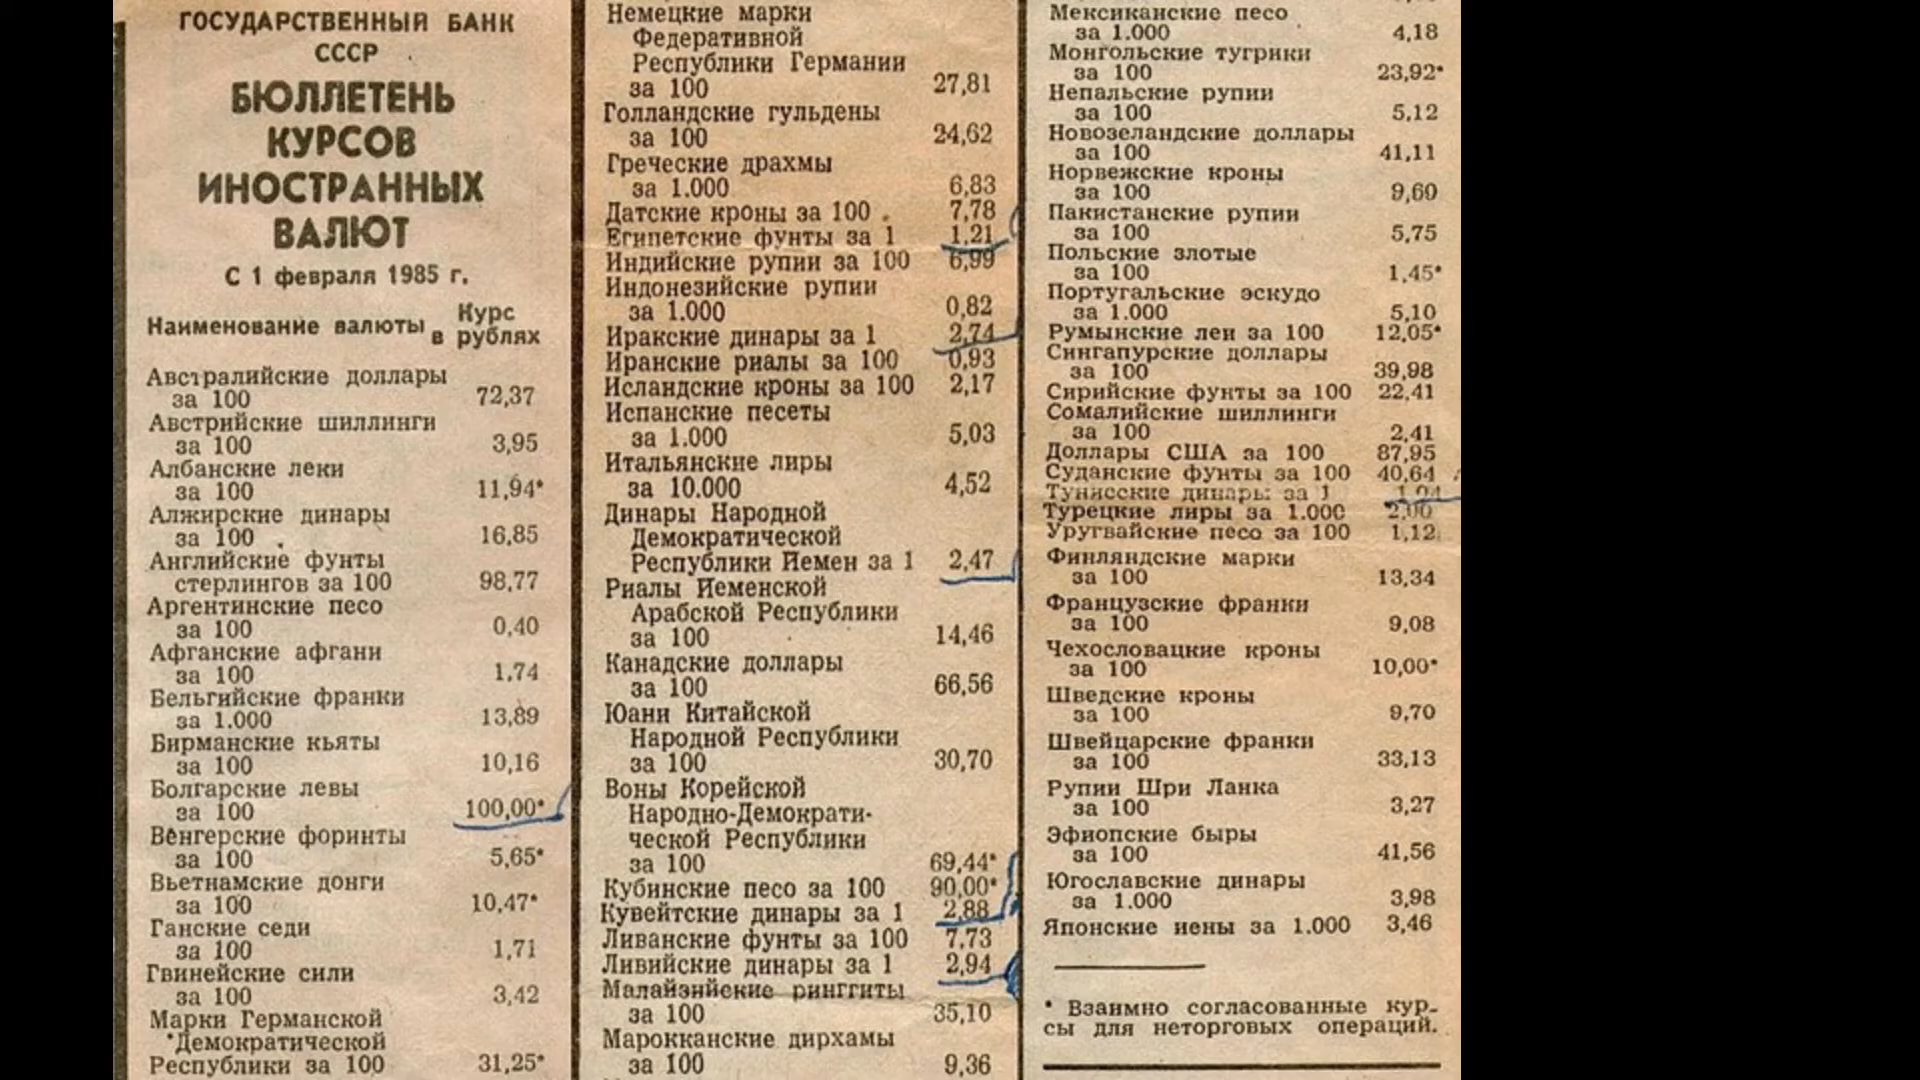 ГОСУДАРСТВЕННЫЙ БАНК
СССР
БЮЛЛЕТЕНЬ
КУРСОВ
ИНОСТРАННЫХ
ВАЛЮТ
С 1 февраля 1985 г.
Наименование валюты Курс в рублях
Австралийские доллары
за 100 72,37
Австрийские шиллинги
за 100 3,95
Албанские леки
за 100 11,94*
Алжирские динары
за 100 16,85
Английские фунты
стерлингов за 100 98,77
Аргентинские песо
за 100 0,40
Афганские афгани
за 100 1,74
Бельгийские франки
за 1.000 13,89
Бирманские кьяты
за 100 10,16
Болгарские левы
за 100 100,00*
Венгерские форинты
за 100 5,65*
Вьетнамские донги
за 100 10,47*
Ганские седи
за 100 1,71
Гвинейские сили
за 100 3,42
Марки Германской
Демократической
Республики за 100 31,25*
Немецкие марки
Федеративной
Республики Германии
за 100 27,81
Голландские гульдены
за 100 24,62
Греческие драхмы
за 1.000 6,83
Датские кроны за 100 7,78
Египетские фунты за 1 1,21
Индийские рупии за 100 6,99
Индонезийские рупии
за 1.000 0,82
Иракские динары за 1 2,74
Иранские риалы за 100 0,93
Исландские кроны за 100 2,17
Испанские песеты
за 1.000 5,03
Итальянские лиры
за 10.000 4,52
Динары Народной
Демократической
Республики Йемен за 1 2,47
Риалы Йеменской
Арабской Республики
за 100 14,46
Канадские доллары
за 100 66,56
Юани Китайской
Народной Республики
за 100 30,70
Воны Корейской
Народно-Демократи-
ческой Республики
за 100 69,44*
Кубинские песо за 100 90,00*
Кувейтские динары за 1 2,88
Ливанские фунты за 100 7,73
Ливийские динары за 1 2,94
Малайзийские ринггиты
за 100 35,10
Марокканские дирхамы
за 100 9,36
Мексиканские песо
за 1.000 4,18
Монгольские тугрики
за 100 23,92*
Непальские рупии
за 100 5,12
Новозеландские доллары
за 100 41,11
Норвежские кроны
за 100 9,60
Пакистанские рупии
за 100 5,75
Польские злотые
за 100 1,45*
Португальские эскудо
за 1.000 5,10
Румынские леи за 100 12,05*
Сингапурские доллары
за 100 39,98
Сирийские фунты за 100 22,41
Сомалийские шиллинги
за 100 2,41
Доллары США за 100 87,95
Суданские фунты за 100 40,64
Тунисские динары за 1
Турецкие лиры за 1.000 2,00
Уругвайские песо за 100 1,12
Финляндские марки
за 100 13,34
Французские франки
за 100 9,08
Чехословацкие кроны
за 100 10,00*
Шведские кроны
за 100 9,70
Швейцарские франки
за 100 33,13
Рупии Шри Ланка
за 100 3,27
Эфиопские быры
за 100 41,56
Югославские динары
за 1.000 3,98
Японские иены за 1.000 3,46
* Взаимно согласованные кур-
сы для неторговых операций.